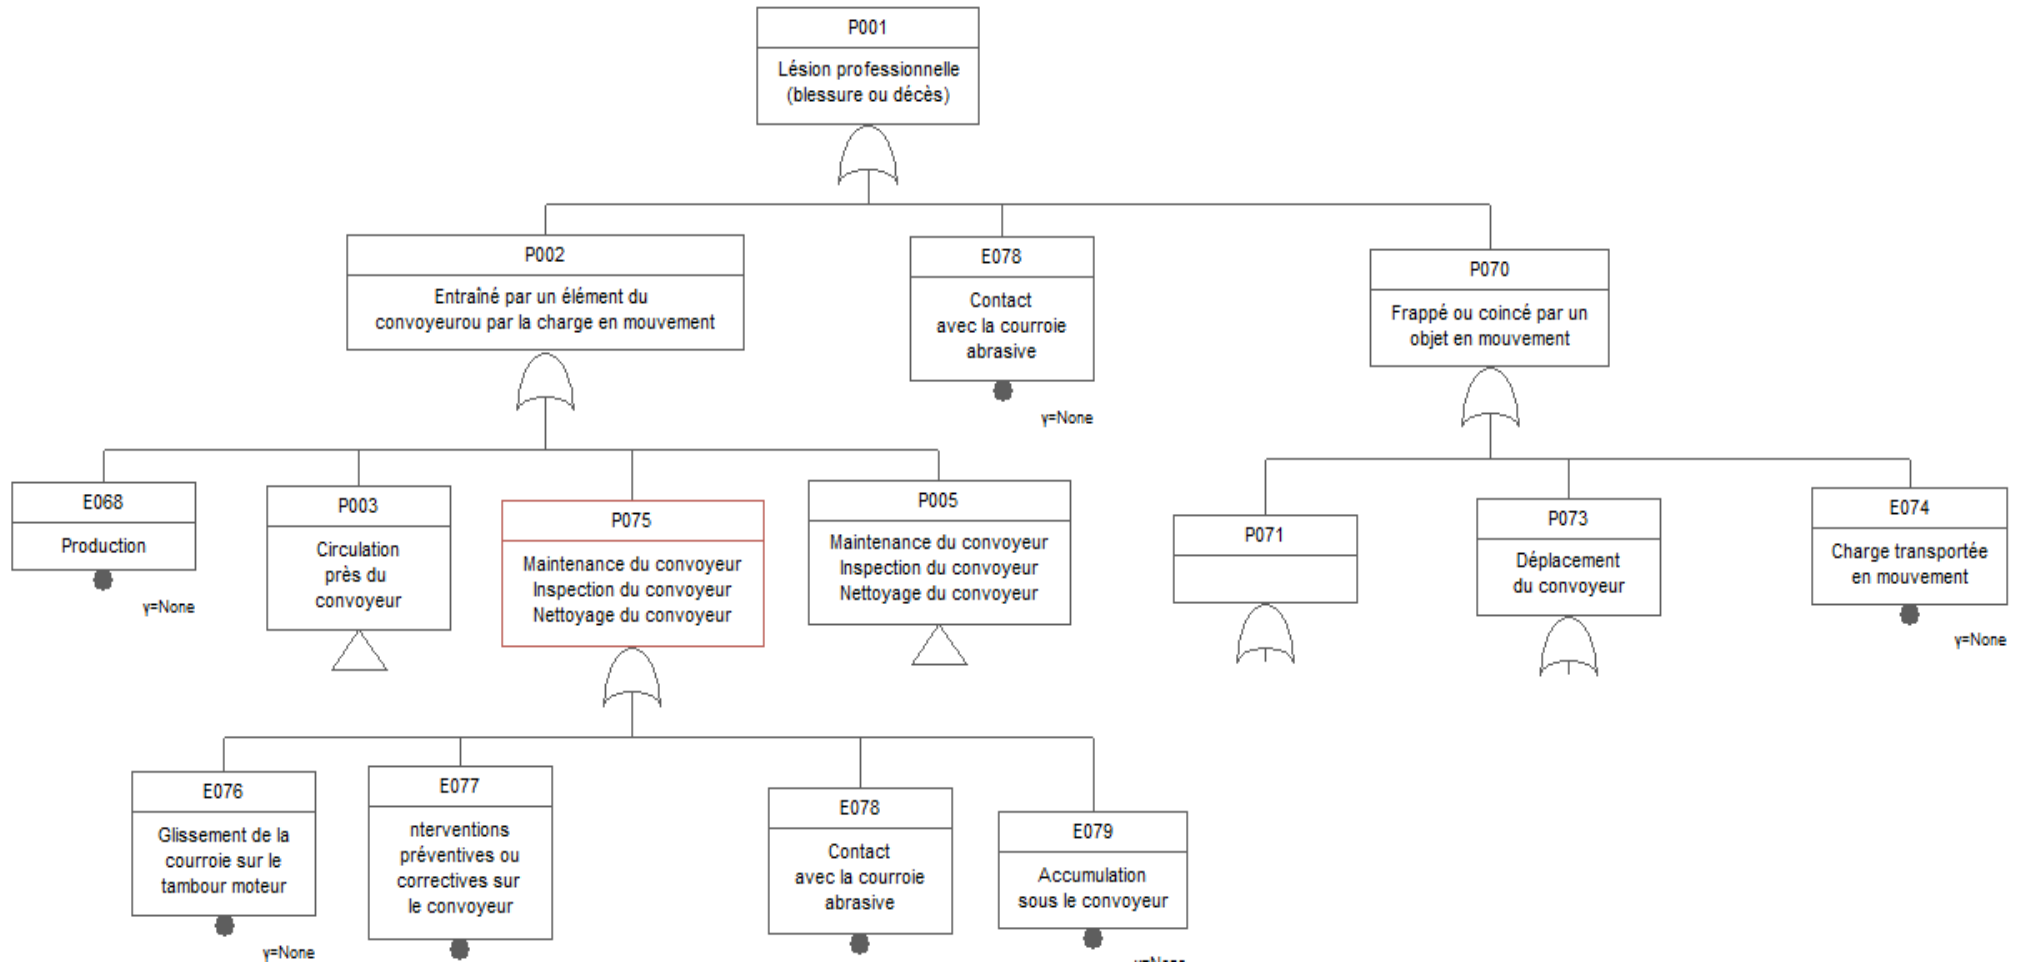 P001
Lésion professionnelle
(blessure ou décès)
P002
Entraîné par un élément du
convoyeurou par la charge en mouvement
E078
Contact
avec la courroie
abrasive
γ=None
P070
Frappé ou coincé par un
objet en mouvement
E068
Production
γ=None
P003
Circulation
près du
convoyeur
P075
Maintenance du convoyeur
Inspection du convoyeur
Nettoyage du convoyeur
P005
Maintenance du convoyeur
Inspection du convoyeur
Nettoyage du convoyeur
P071
P073
Déplacement
du convoyeur
E074
Charge transportée
en mouvement
γ=None
E076
Glissement de la
courroie sur le
tambour moteur
γ=None
E077
nterventions
préventives ou
correctives sur
le convoyeur
E078
Contact
avec la courroie
abrasive
E079
Accumulation
sous le convoyeur
γ=None